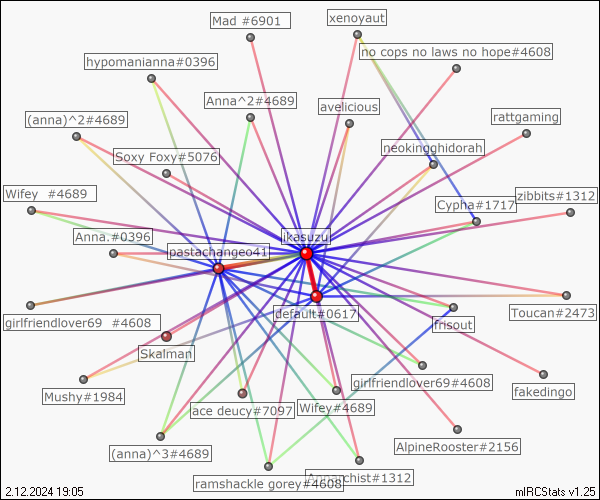 Mad #6901
xenoyaut
no cops no laws no hope#4608
hypomanianna#0396
Anna^2#4689
avelicious
(anna)^2#4689
rattgaming
neokingghidorah
Soxy Foxy#5076
Wifey  #4689
zibbits#1312
Cypha#1717
Anna.#0396
ikasuzu
pastachangeo41
default#0617
Toucan#2473
girlfriendlover69  #4608
frisout
Skalman
girlfriendlover69#4608
Mushy#1984
fakedingo
ace deucy#7097
Wifey#4689
(anna)^3#4689
AlpineRooster#2156
ramshackle gorey#4608
Annarchist#1312
2.12.2024 19:05
mIRCStats v1.25